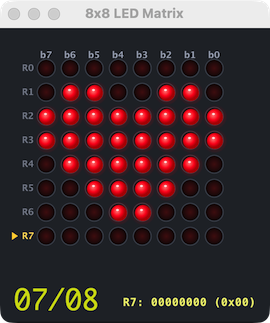 8x8 LED Matrix
b7 b6 b5 b4 b3 b2 b1 b0
R0
R1
R2
R3
R4
R5
R6
R7
07/08 R7: 00000000 (0x00)